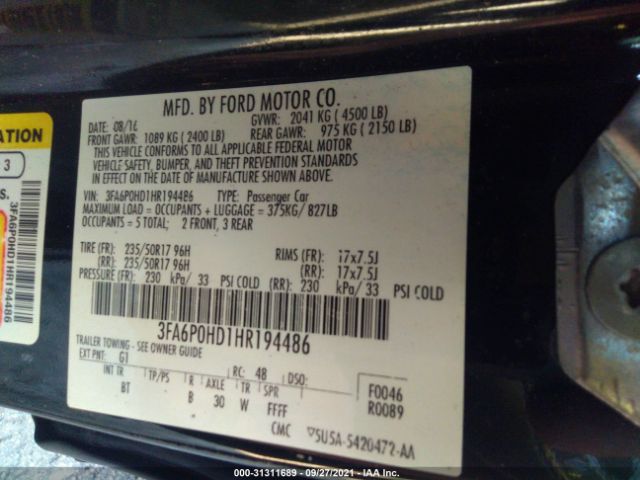 MFD. BY FORD MOTOR CO.
DATE: 08/16 GVWR: 2041 KG ( 4500 LB)
FRONT GAWR: 1089 KG ( 2400 LB) REAR GAWR: 975 KG ( 2150 LB)
THIS VEHICLE CONFORMS TO ALL APPLICABLE FEDERAL MOTOR
VEHICLE SAFETY, BUMPER, AND THEFT PREVENTION STANDARDS
IN EFFECT ON THE DATE OF MANUFACTURE SHOWN ABOVE.
VIN: 3FA6P0HD1HR194486 TYPE: Passenger Car
MAXIMUM LOAD = OCCUPANTS + LUGGAGE = 375KG/ 827LB
OCCUPANTS = 5 TOTAL; 2 FRONT, 3 REAR
TIRE (FR): 235/50R17 96H RIMS (FR): 17x7.5J
(RR): 235/50R17 96H (RR): 17x7.5J
PRESSURE (FR): 230 kPa/ 33 PSI COLD (RR): 230 kPa/ 33 PSI COLD
3FA6P0HD1HR194486
TRAILER TOWING - SEE OWNER GUIDE
EXT PNT: G1 RC: 48 DSO:
INT TR TP/PS R AXLE TR SPR
BT B 30 W FFFF
F0046
R0089
CMC 5USA-5420472-AA
ATION
3
S.
3FA6P0HD1HR194486
000-31311689 - 09/27/2021 - IAA Inc.